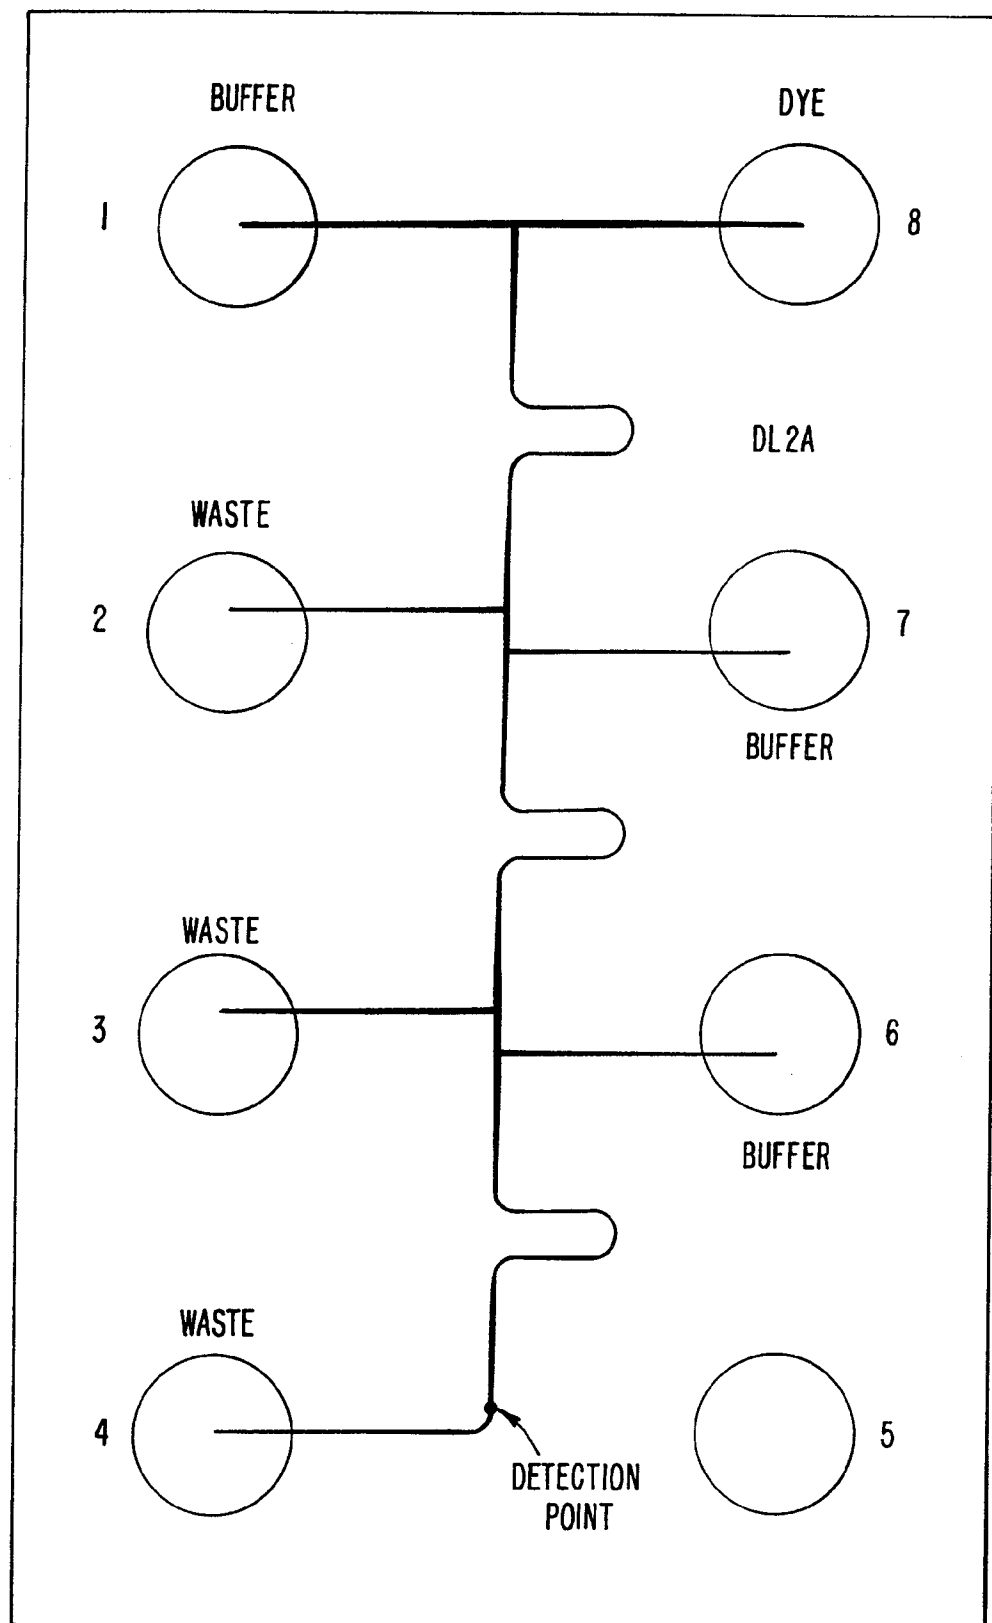 BUFFER
DYE
1
8
DL2A
WASTE
2
7
BUFFER
WASTE
3
6
BUFFER
WASTE
4
5
DETECTION
POINT